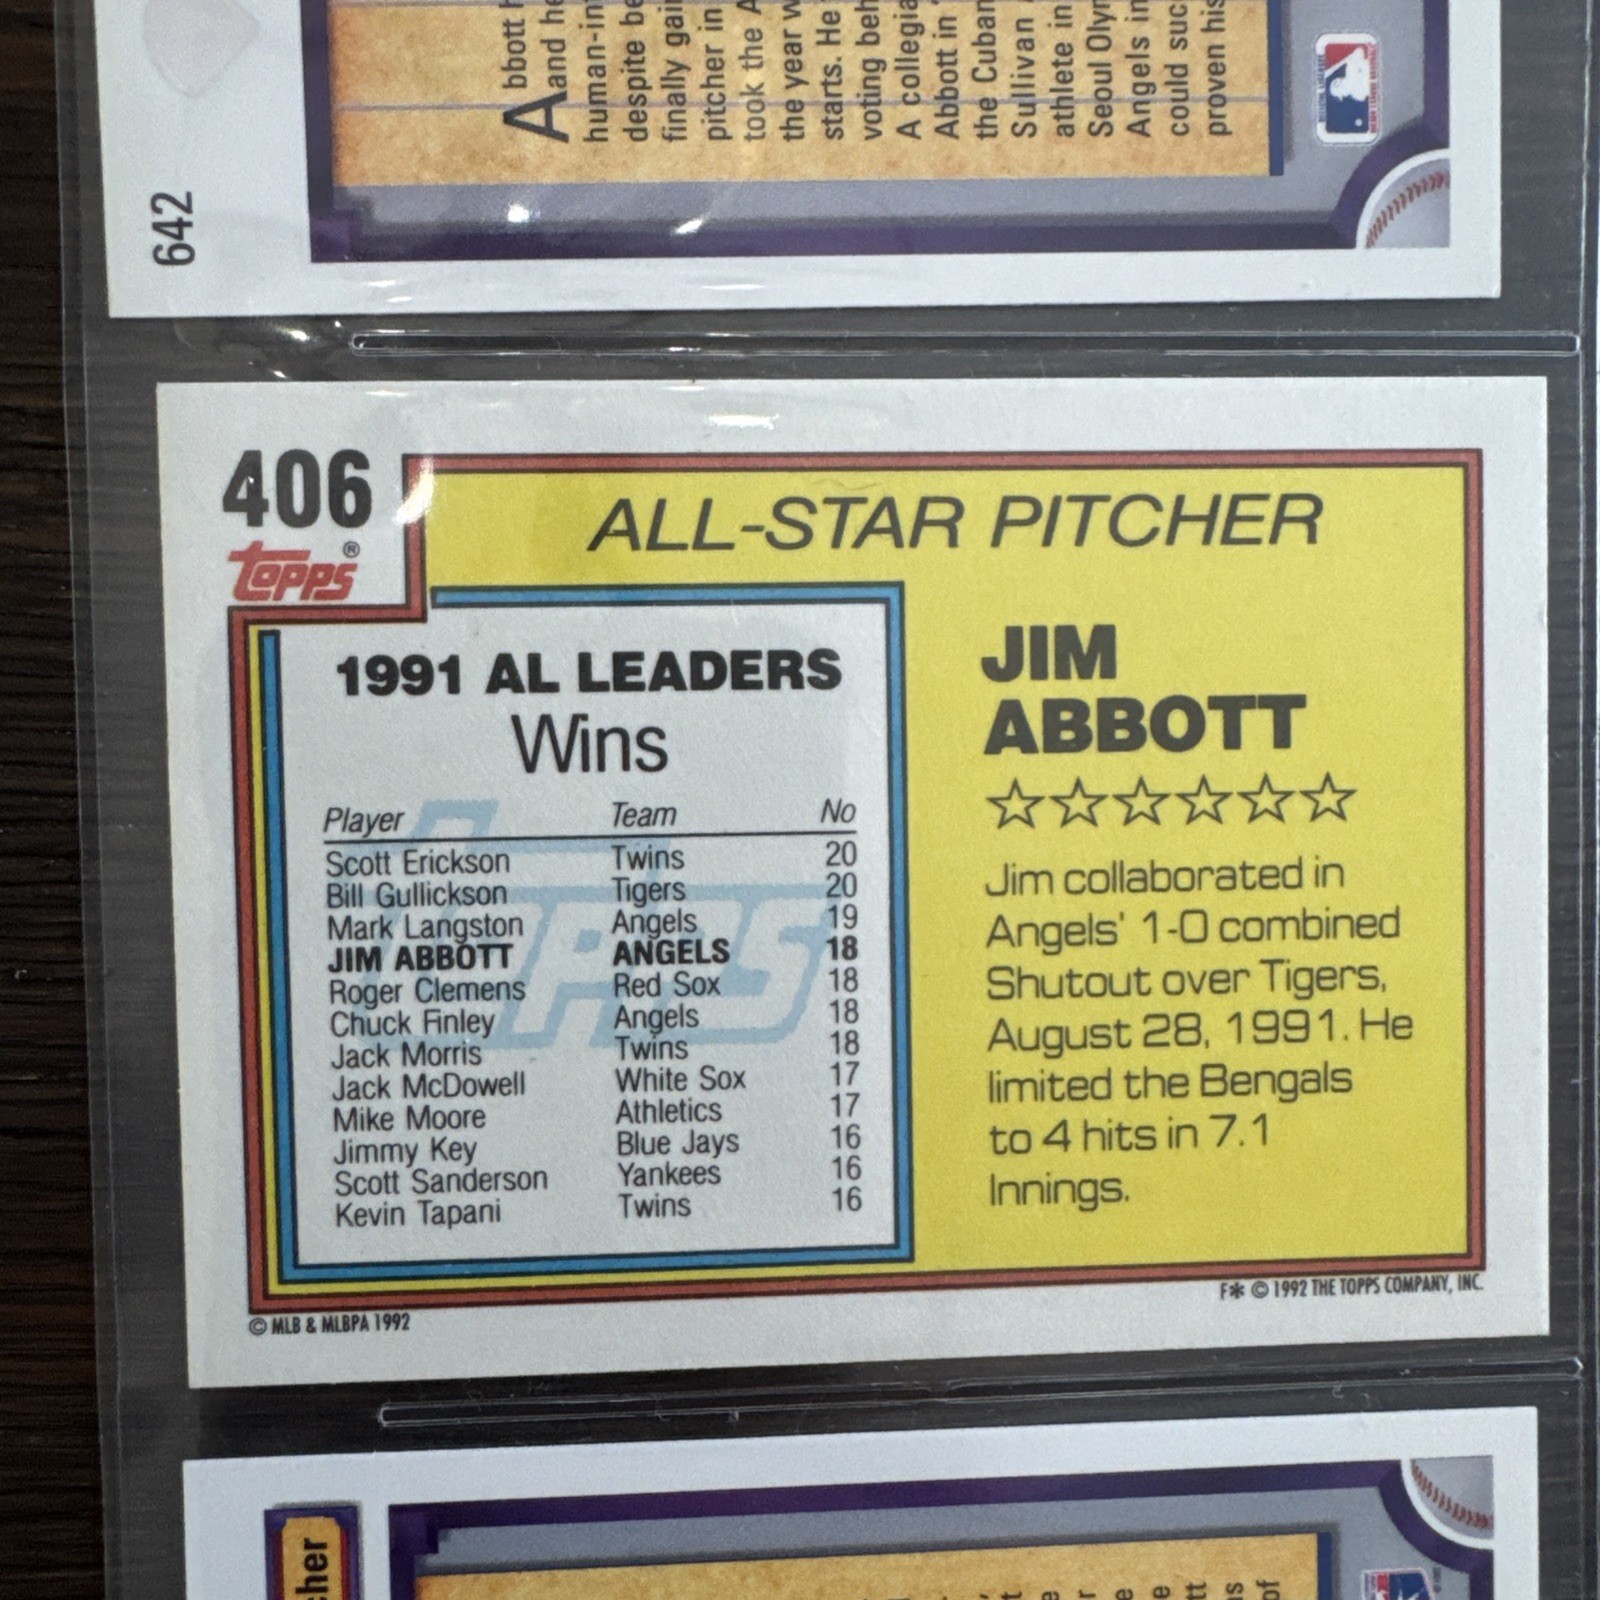 642
Abbott
and he
human-in
despite be
finally gai
pitcher in
took the A
the year w
starts. He
voting beh
A collegia
Abbott in
the Cuban
Sullivan
athlete in
Seoul Olym
Angels in
could suc
proven his
406
TOPPS®
ALL-STAR PITCHER
1991 AL LEADERS
Wins
Player Team No
Scott Erickson Twins 20
Bill Gullickson Tigers 20
Mark Langston Angels 19
JIM ABBOTT ANGELS 18
Roger Clemens Red Sox 18
Chuck Finley Angels 18
Jack Morris Twins 18
Jack McDowell White Sox 17
Mike Moore Athletics 17
Jimmy Key Blue Jays 16
Scott Sanderson Yankees 16
Kevin Tapani Twins 16
TOPPS
JIM
ABBOTT
Jim collaborated in
Angels' 1-0 combined
Shutout over Tigers,
August 28, 1991. He
limited the Bengals
to 4 hits in 7.1
Innings.
© MLB & MLBPA 1992
F* © 1992 THE TOPPS COMPANY, INC.
cher
of